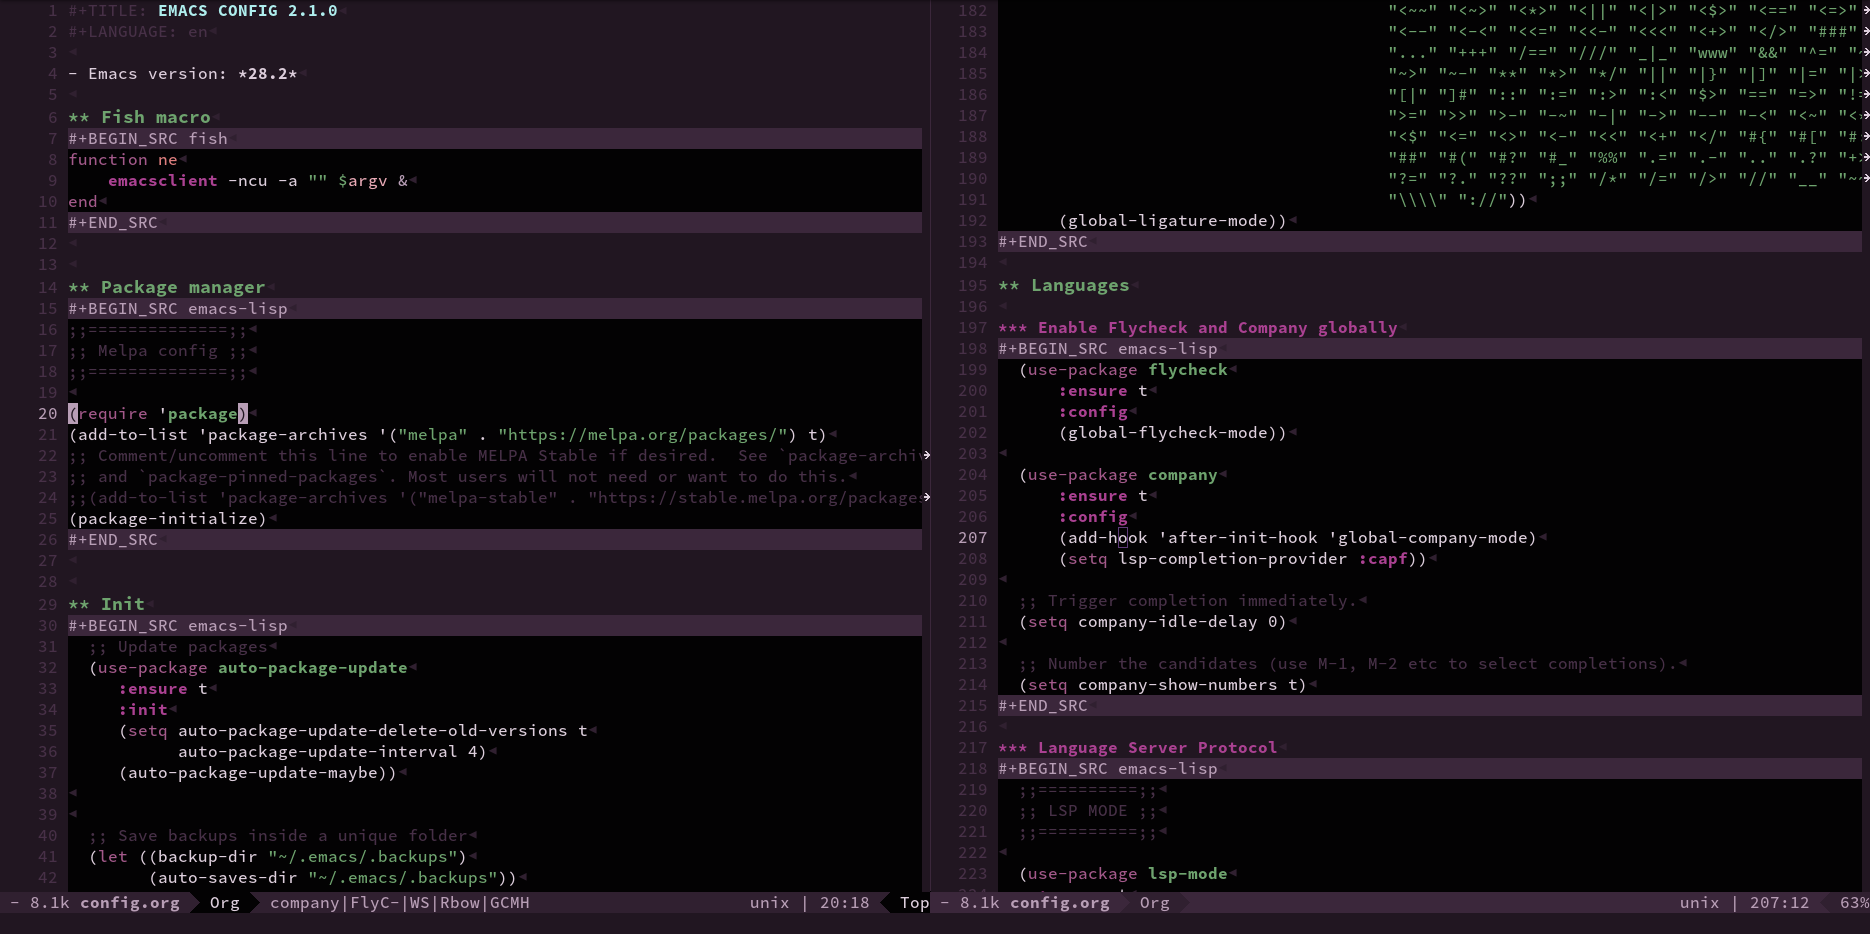 1 #+TITLE: EMACS CONFIG 2.1.0
2 #+LANGUAGE: en
3
4 - Emacs version: *28.2*
5
6 ** Fish macro
7 #+BEGIN_SRC fish
8 function ne
9     emacsclient -ncu -a "" $argv &
10 end
11 #+END_SRC
12
13
14 ** Package manager
15 #+BEGIN_SRC emacs-lisp
16 ;;==============;;
17 ;; Melpa config ;;
18 ;;==============;;
19
20 (require 'package)
21 (add-to-list 'package-archives '("melpa" . "https://melpa.org/packages/") t)
22 ;; Comment/uncomment this line to enable MELPA Stable if desired.  See `package-archiv
23 ;; and `package-pinned-packages`. Most users will not need or want to do this.
24 ;;(add-to-list 'package-archives '("melpa-stable" . "https://stable.melpa.org/packages
25 (package-initialize)
26 #+END_SRC
27
28
29 ** Init
30 #+BEGIN_SRC emacs-lisp
31   ;; Update packages
32   (use-package auto-package-update
33      :ensure t
34      :init
35      (setq auto-package-update-delete-old-versions t
36            auto-package-update-interval 4)
37      (auto-package-update-maybe))
38
39
40   ;; Save backups inside a unique folder
41   (let ((backup-dir "~/.emacs/.backups")
42         (auto-saves-dir "~/.emacs/.backups"))
- 8.1k config.org Org company|FlyC-|WS|Rbow|GCMH unix | 20:18 Top
182 "<~~" "<~>" "<*>" "<||" "<|>" "<$>" "<==" "<=>"
183 "<--" "<-<" "<<=" "<<-" "<<<" "<+>" "</>" "###"
184 "..." "+++" "/==" "///" "_|_" "www" "&&" "^="
185 "~>" "~-" "**" "*>" "*/" "||" "|}" "|]" "|=" "|>
186 "[|" "]#" "::" ":=" ":>" ":<" "$>" "==" "=>" "!=
187 ">=" ">>" ">-" "-~" "-|" "->" "--" "-<" "<~"
188 "<$" "<=" "<>" "<-" "<<" "<+" "</" "#{" "#[" "#:
189 "##" "#(" "#?" "#_" "%%" ".=" ".-" ".." ".?" "+>
190 "?=" "?." "??" ";;" "/*" "/=" "/>" "//" "__" "~~
191 "\\\\" "://"))
192       (global-ligature-mode))
193 #+END_SRC
194
195 ** Languages
196
197 *** Enable Flycheck and Company globally
198 #+BEGIN_SRC emacs-lisp
199   (use-package flycheck
200       :ensure t
201       :config
202       (global-flycheck-mode))
203
204   (use-package company
205       :ensure t
206       :config
207       (add-hook 'after-init-hook 'global-company-mode)
208       (setq lsp-completion-provider :capf))
209
210   ;; Trigger completion immediately.
211   (setq company-idle-delay 0)
212
213   ;; Number the candidates (use M-1, M-2 etc to select completions).
214   (setq company-show-numbers t)
215 #+END_SRC
216
217 *** Language Server Protocol
218 #+BEGIN_SRC emacs-lisp
219   ;;==========;;
220   ;; LSP MODE ;;
221   ;;==========;;
222
223   (use-package lsp-mode
- 8.1k config.org Org unix | 207:12 63%